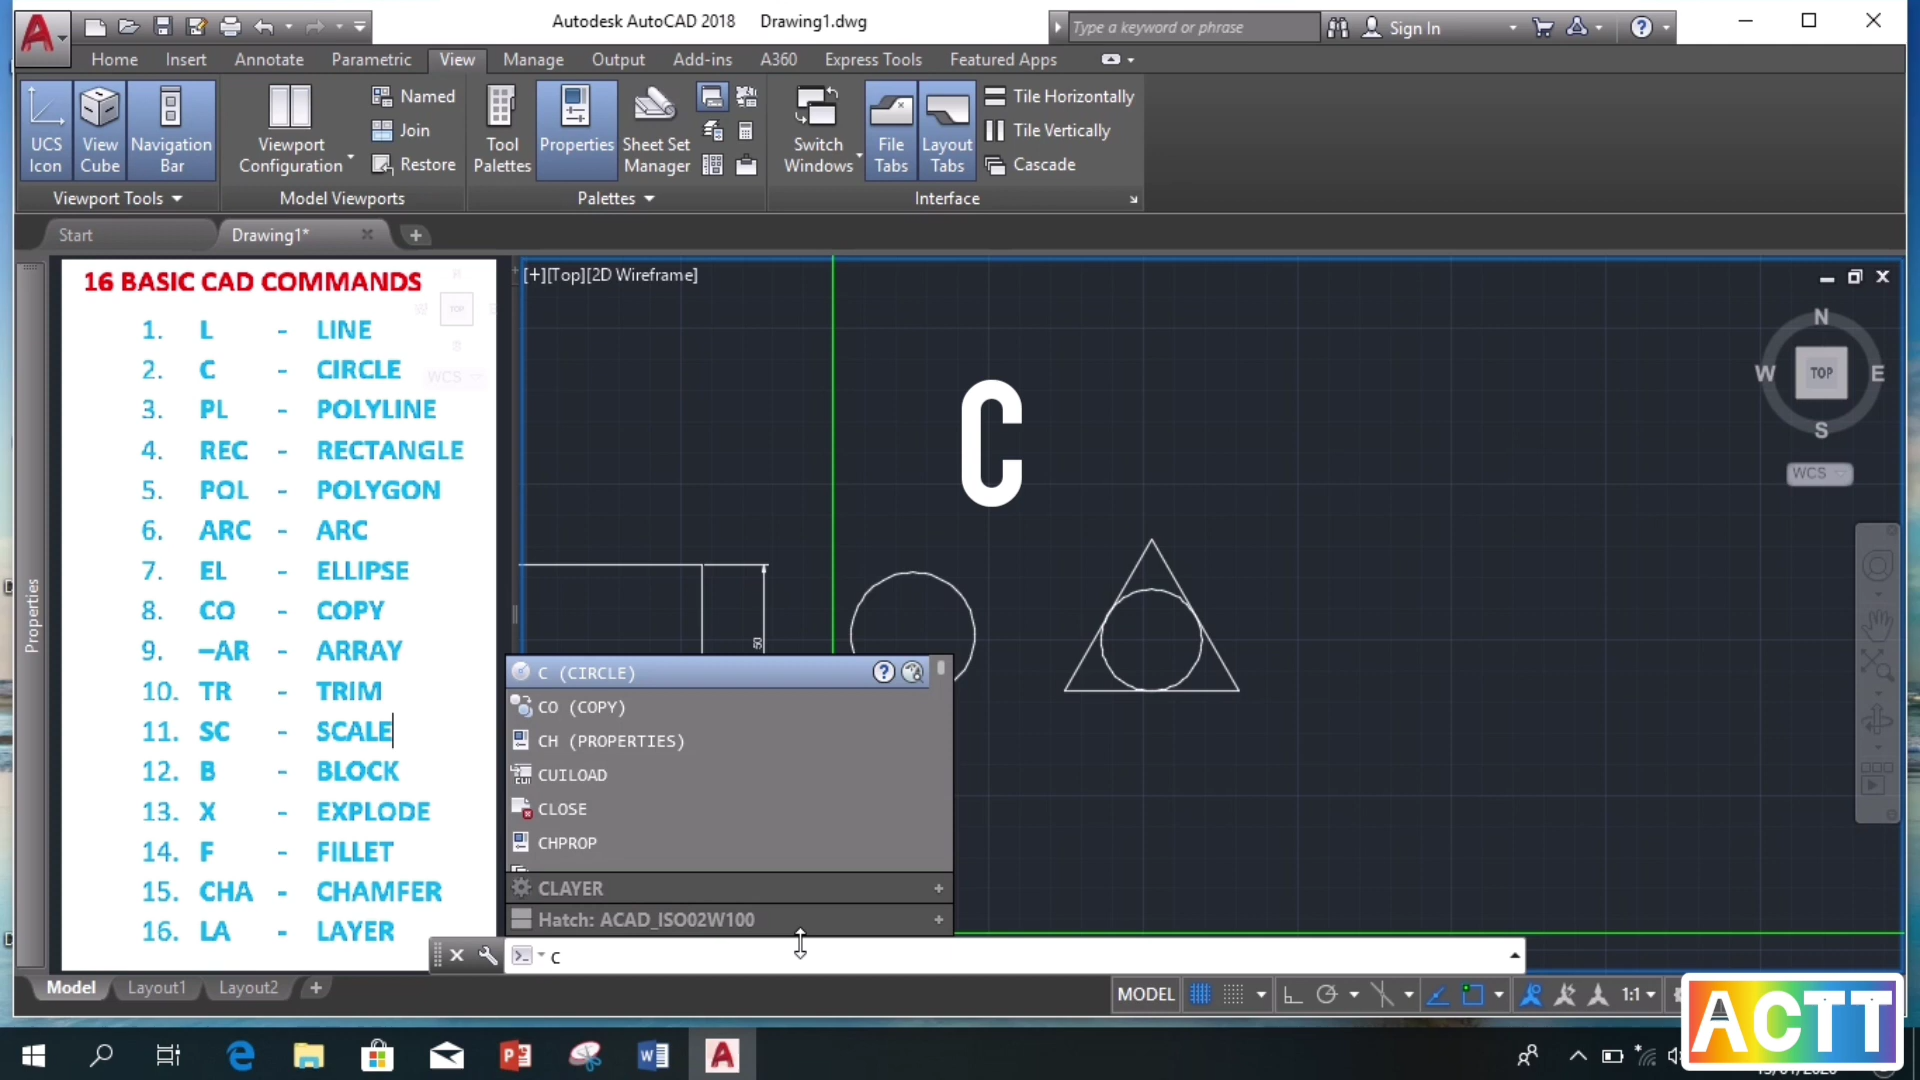 Autodesk AutoCAD 2018 Drawing1.dwg
Type a keyword or phrase
Sign In
Home Insert Annotate Parametric View Manage Output Add-ins A360 Express Tools Featured Apps
UCS Icon
View Cube
Navigation Bar
Viewport Configuration
Named
Join
Restore
Tool Palettes
Properties
Sheet Set Manager
Switch Windows
File Tabs
Layout Tabs
Tile Horizontally
Tile Vertically
Cascade
Viewport Tools
Model Viewports
Palettes
Interface
Start
Drawing1*
Properties
16 BASIC CAD COMMANDS
1. L - LINE
2. C - CIRCLE
3. PL - POLYLINE
4. REC - RECTANGLE
5. POL - POLYGON
6. ARC - ARC
7. EL - ELLIPSE
8. CO - COPY
9. –AR - ARRAY
10. TR - TRIM
11. SC - SCALE
12. B - BLOCK
13. X - EXPLODE
14. F - FILLET
15. CHA - CHAMFER
16. LA - LAYER
TOP
WCS
[+][Top][2D Wireframe]
C
N
W
TOP
E
S
WCS
50
C (CIRCLE)
CO (COPY)
CH (PROPERTIES)
CUILOAD
CLOSE
CHPROP
CLAYER
Hatch: ACAD_ISO02W100
C
Model Layout1 Layout2
MODEL
1:1
ACTT